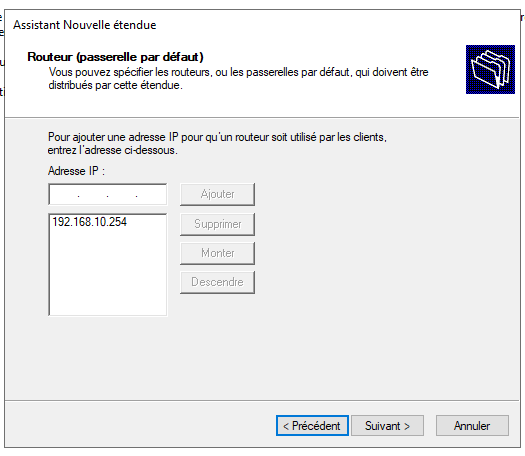 Assistant Nouvelle étendue
Routeur (passerelle par défaut)
Vous pouvez spécifier les routeurs, ou les passerelles par défaut, qui doivent être
distribués par cette étendue.
Pour ajouter une adresse IP pour qu'un routeur soit utilisé par les clients,
entrez l'adresse ci-dessous.
Adresse IP :
. . .
Ajouter
192.168.10.254
Supprimer
Monter
Descendre
< Précédent
Suivant >
Annuler